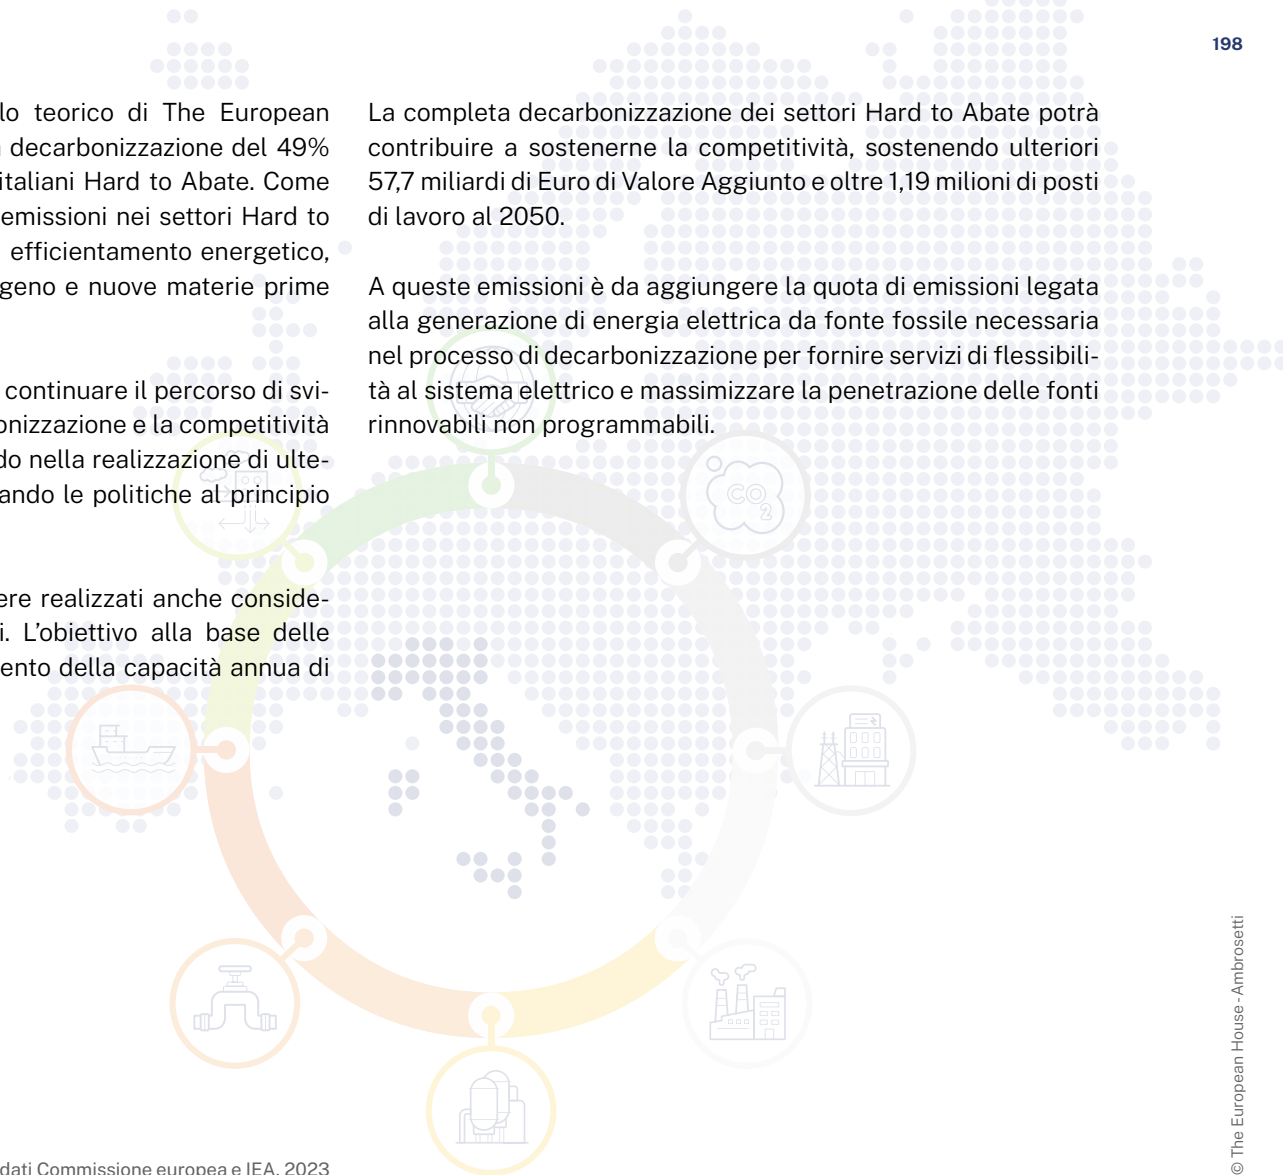 198
lo teorico di The European
decarbonizzazione del 49%
italiani Hard to Abate. Come
emissioni nei settori Hard to
efficientamento energetico,
geno e nuove materie prime
continuare il percorso di svi-
onizzazione e la competitività
do nella realizzazione di ulte-
ando le politiche al principio
ere realizzati anche conside-
i. L’obiettivo alla base delle
ento della capacità annua di
dati Commissione europea e IEA, 2023
La completa decarbonizzazione dei settori Hard to Abate potrà
contribuire a sostenerne la competitività, sostenendo ulteriori
57,7 miliardi di Euro di Valore Aggiunto e oltre 1,19 milioni di posti
di lavoro al 2050.
A queste emissioni è da aggiungere la quota di emissioni legata
alla generazione di energia elettrica da fonte fossile necessaria
nel processo di decarbonizzazione per fornire servizi di flessibili-
tà al sistema elettrico e massimizzare la penetrazione delle fonti
rinnovabili non programmabili.
CO2
© The European House - Ambrosetti